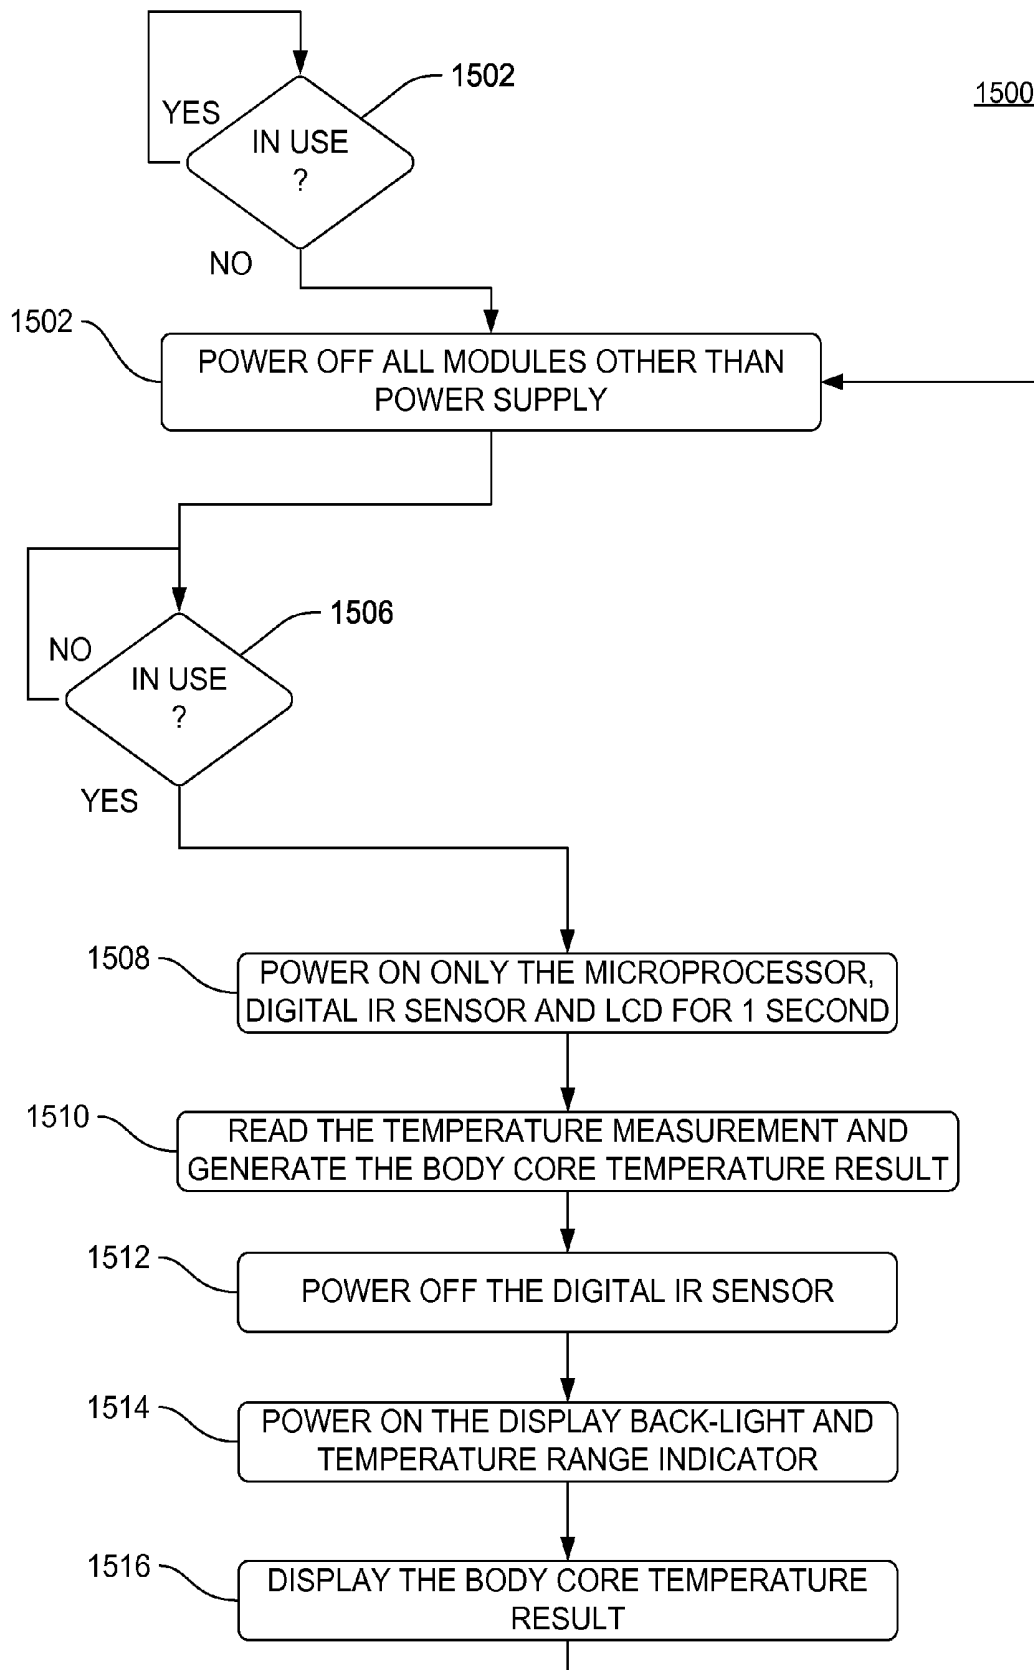 1502
1500
YES
IN USE
?
NO
1502
POWER OFF ALL MODULES OTHER THAN
POWER SUPPLY
1506
NO
IN USE
?
YES
1508
POWER ON ONLY THE MICROPROCESSOR,
DIGITAL IR SENSOR AND LCD FOR 1 SECOND
1510
READ THE TEMPERATURE MEASUREMENT AND
GENERATE THE BODY CORE TEMPERATURE RESULT
1512
POWER OFF THE DIGITAL IR SENSOR
1514
POWER ON THE DISPLAY BACK-LIGHT AND
TEMPERATURE RANGE INDICATOR
1516
DISPLAY THE BODY CORE TEMPERATURE
RESULT